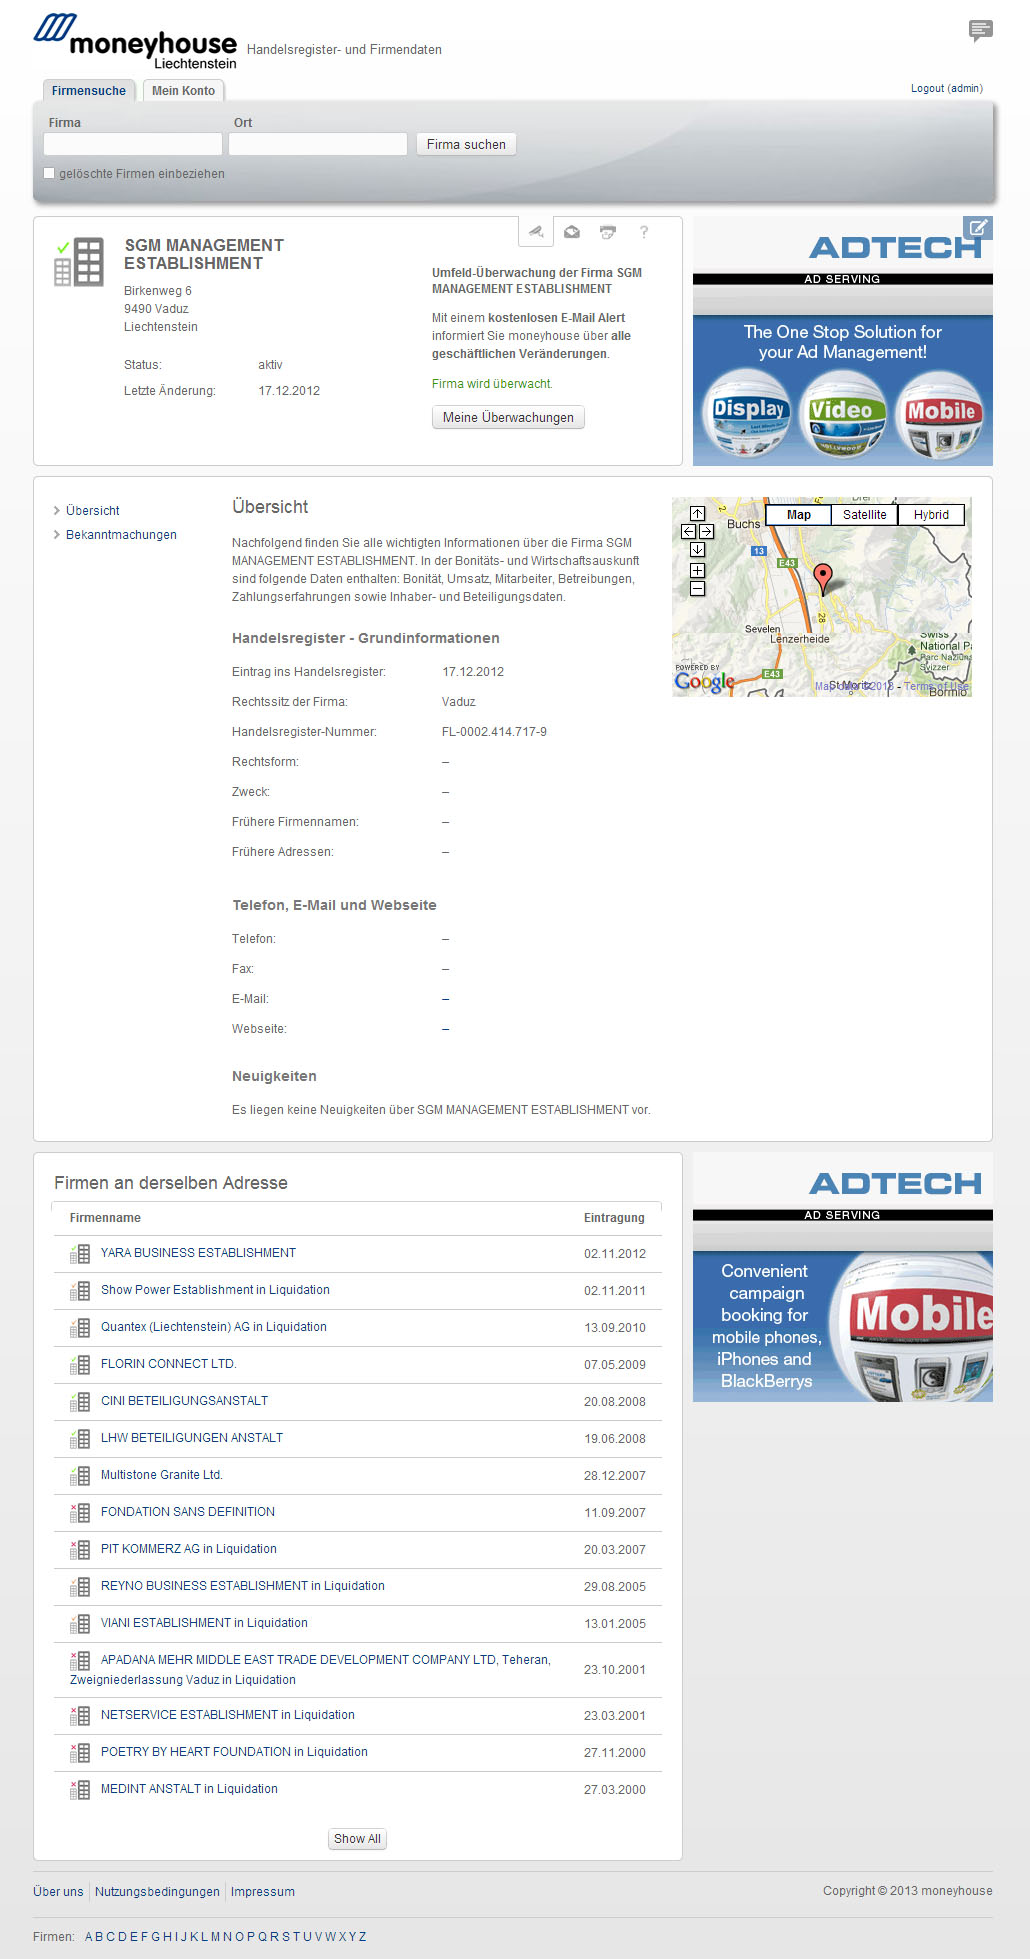 moneyhouse
Liechtenstein
Handelsregister- und Firmendaten
Firmensuche
Mein Konto
Logout (admin)
Firma
Ort
Firma suchen
gelöschte Firmen einbeziehen
SGM MANAGEMENT
ESTABLISHMENT
Birkenweg 6
9490 Vaduz
Liechtenstein
Status: aktiv
Letzte Änderung: 17.12.2012
?
Umfeld-Überwachung der Firma SGM
MANAGEMENT ESTABLISHMENT
Mit einem kostenlosen E-Mail Alert
informiert Sie moneyhouse über alle
geschäftlichen Veränderungen.
Firma wird überwacht.
Meine Überwachungen
ADTECH
AD SERVING
The One Stop Solution for
your Ad Management!
Display
Video
Mobile
Übersicht
Bekanntmachungen
Übersicht
Nachfolgend finden Sie alle wichtigten Informationen über die Firma SGM
MANAGEMENT ESTABLISHMENT. In der Bonitäts- und Wirtschaftsauskunft
sind folgende Daten enthalten: Bonität, Umsatz, Mitarbeiter, Betreibungen,
Zahlungserfahrungen sowie Inhaber- und Beteiligungsdaten.
Handelsregister - Grundinformationen
Eintrag ins Handelsregister: 17.12.2012
Rechtssitz der Firma: Vaduz
Handelsregister-Nummer: FL-0002.414.717-9
Rechtsform: –
Zweck: –
Frühere Firmennamen: –
Frühere Adressen: –
Telefon, E-Mail und Webseite
Telefon: –
Fax: –
E-Mail: –
Webseite: –
Neuigkeiten
Es liegen keine Neuigkeiten über SGM MANAGEMENT ESTABLISHMENT vor.
Map
Satellite
Hybrid
Buchs
13
E43
28
Sevelen
Lenzerheide
Swiss
National Pa
Parc Naziuna
Svizzer
POWERED BY
Google
E43
St Moritz
Map data ©2013 - Terms of Use
Bormio
Firmen an derselben Adresse
Firmenname Eintragung
YARA BUSINESS ESTABLISHMENT 02.11.2012
Show Power Establishment in Liquidation 02.11.2011
Quantex (Liechtenstein) AG in Liquidation 13.09.2010
FLORIN CONNECT LTD. 07.05.2009
CINI BETEILIGUNGSANSTALT 20.08.2008
LHW BETEILIGUNGEN ANSTALT 19.06.2008
Multistone Granite Ltd. 28.12.2007
FONDATION SANS DEFINITION 11.09.2007
PIT KOMMERZ AG in Liquidation 20.03.2007
REYNO BUSINESS ESTABLISHMENT in Liquidation 29.08.2005
VIANI ESTABLISHMENT in Liquidation 13.01.2005
APADANA MEHR MIDDLE EAST TRADE DEVELOPMENT COMPANY LTD, Teheran,
Zweigniederlassung Vaduz in Liquidation 23.10.2001
NETSERVICE ESTABLISHMENT in Liquidation 23.03.2001
POETRY BY HEART FOUNDATION in Liquidation 27.11.2000
MEDINT ANSTALT in Liquidation 27.03.2000
Show All
ADTECH
AD SERVING
Convenient
campaign
booking for
mobile phones,
iPhones and
BlackBerrys
Mobile
Über uns
Nutzungsbedingungen
Impressum
Copyright © 2013 moneyhouse
Firmen: A B C D E F G H I J K L M N O P Q R S T U V W X Y Z